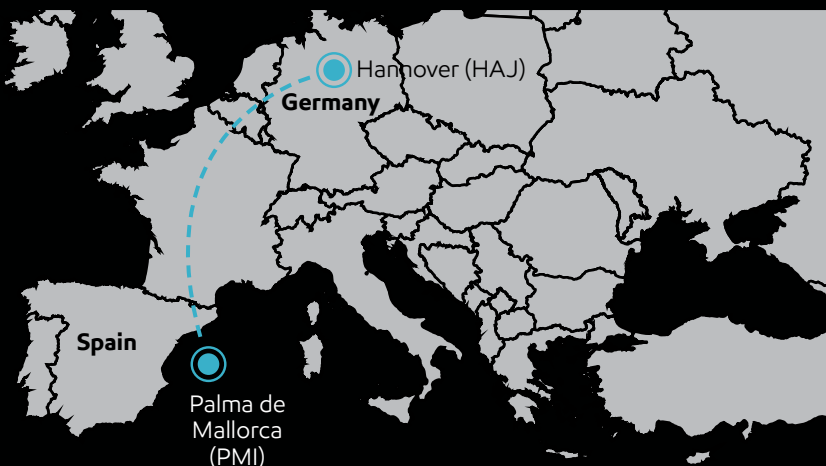 Hannover (HAJ)
Germany
Spain
Palma de
Mallorca
(PMI)